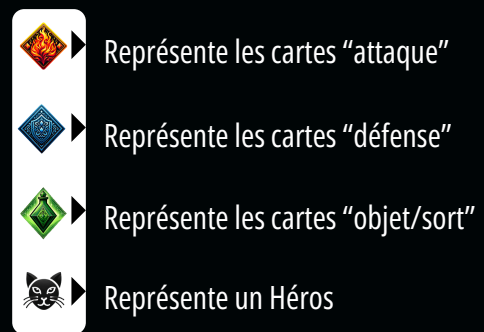 Représente les cartes “attaque”
Représente les cartes “défense”
Représente les cartes “objet/sort”
Représente un Héros